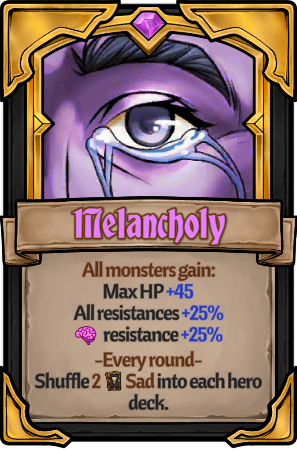 Melancholy
All monsters gain:
Max HP +45
All resistances +25%
resistance +25%
-Every round-
Shuffle 2 Sad into each hero
deck.